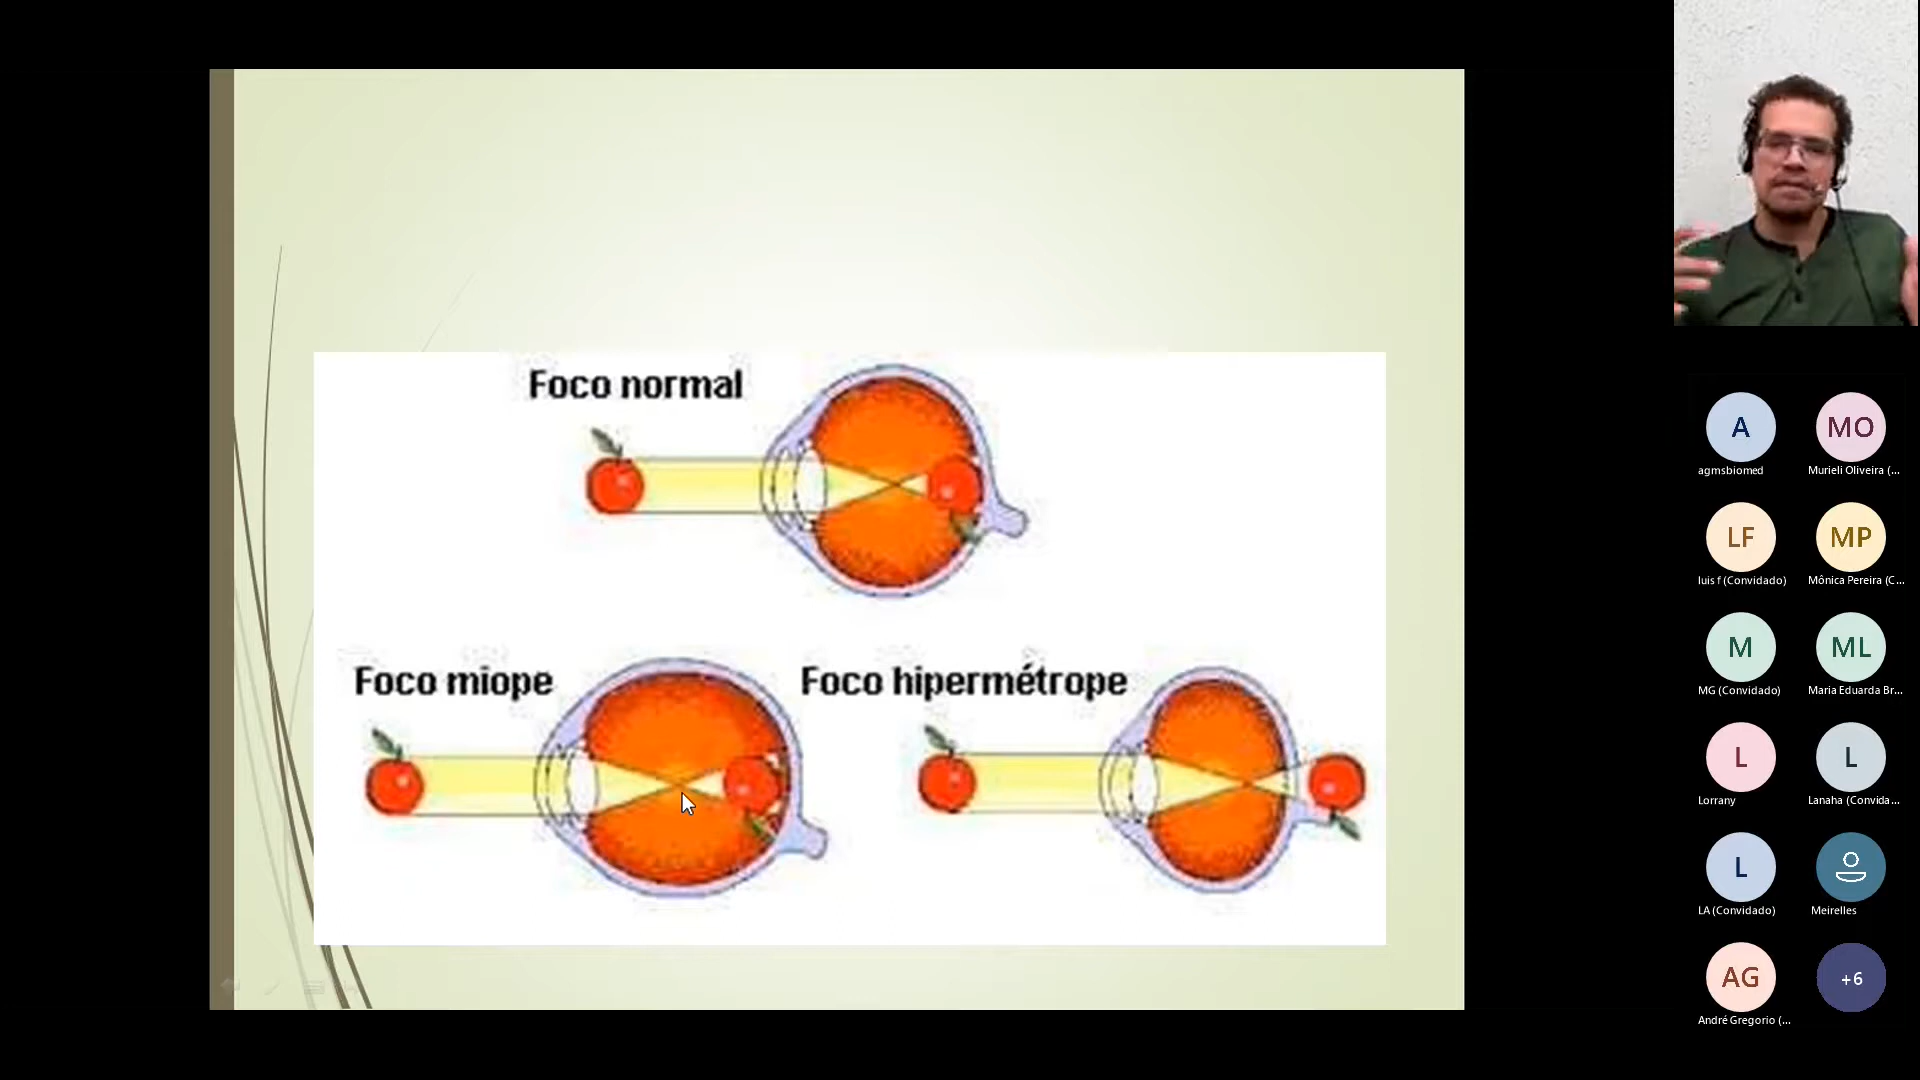 Foco normal
Foco miope
Foco hipermétrope
A
agmsbiomed
MO
Murieli Oliveira (...
LF
luis f (Convidado)
MP
Mônica Pereira (C...
M
MG (Convidado)
ML
Maria Eduarda Br...
L
Lorrany
L
Lanaha (Convida...
L
LA (Convidado)
Meirelles
AG
André Gregorio (...
+6